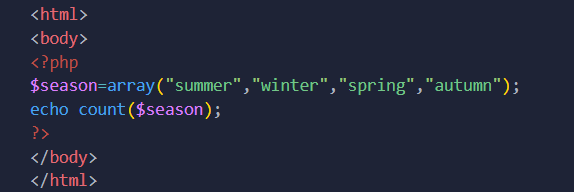 <html>
<body>
<?php
$season=array("summer","winter","spring","autumn");
echo count($season);
?>
</body>
</html>